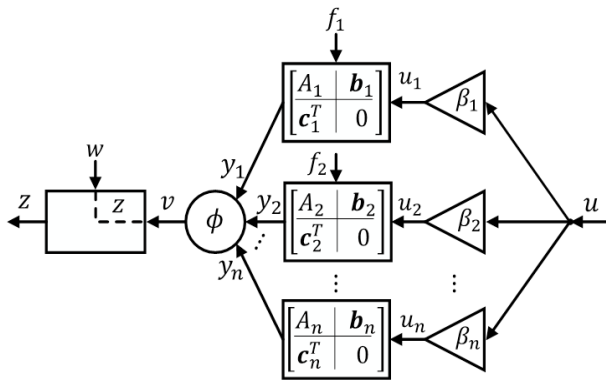 f₁
A₁ b₁ u₁ β₁
c₁ᵀ 0
w y₁ f₂
z z v ϕ y₂ A₂ b₂ u₂ β₂ u
c₂ᵀ 0
⋯ yₙ ⋮ ⋮
Aₙ bₙ uₙ βₙ
cₙᵀ 0